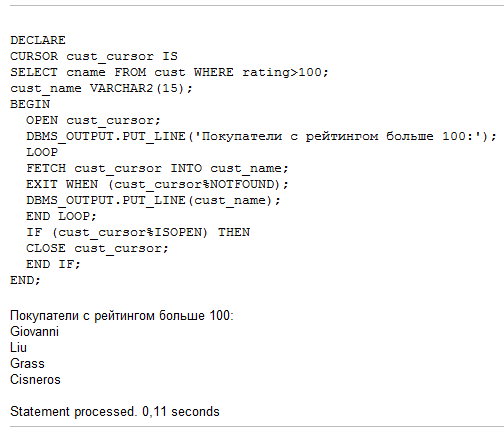 DECLARE
CURSOR cust_cursor IS
SELECT cname FROM cust WHERE rating>100;
cust_name VARCHAR2(15);
BEGIN
OPEN cust_cursor;
DBMS_OUTPUT.PUT_LINE('Покупатели с рейтингом больше 100:');
LOOP
FETCH cust_cursor INTO cust_name;
EXIT WHEN (cust_cursor%NOTFOUND);
DBMS_OUTPUT.PUT_LINE(cust_name);
END LOOP;
IF (cust_cursor%ISOPEN) THEN
CLOSE cust_cursor;
END IF;
END;
Покупатели с рейтингом больше 100:
Giovanni
Liu
Grass
Cisneros
Statement processed. 0,11 seconds